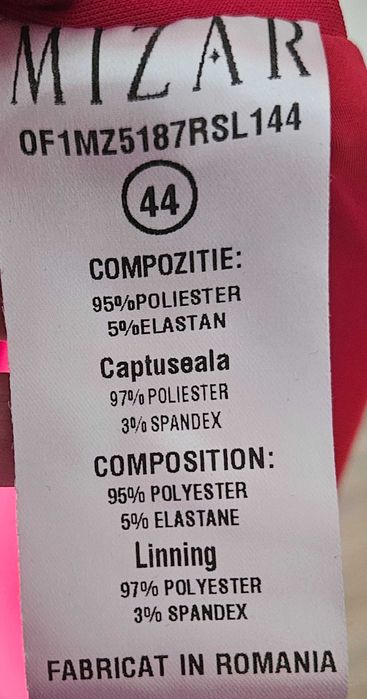 MIZAR
OF1MZ5187RSL144
44
COMPOZITIE:
95%POLIESTER
5%ELASTAN
Captuseala
97% POLIESTER
3% SPANDEX
COMPOSITION:
95% POLYESTER
5% ELASTANE
Linning
97% POLYESTER
3% SPANDEX
FABRICAT IN ROMANIA